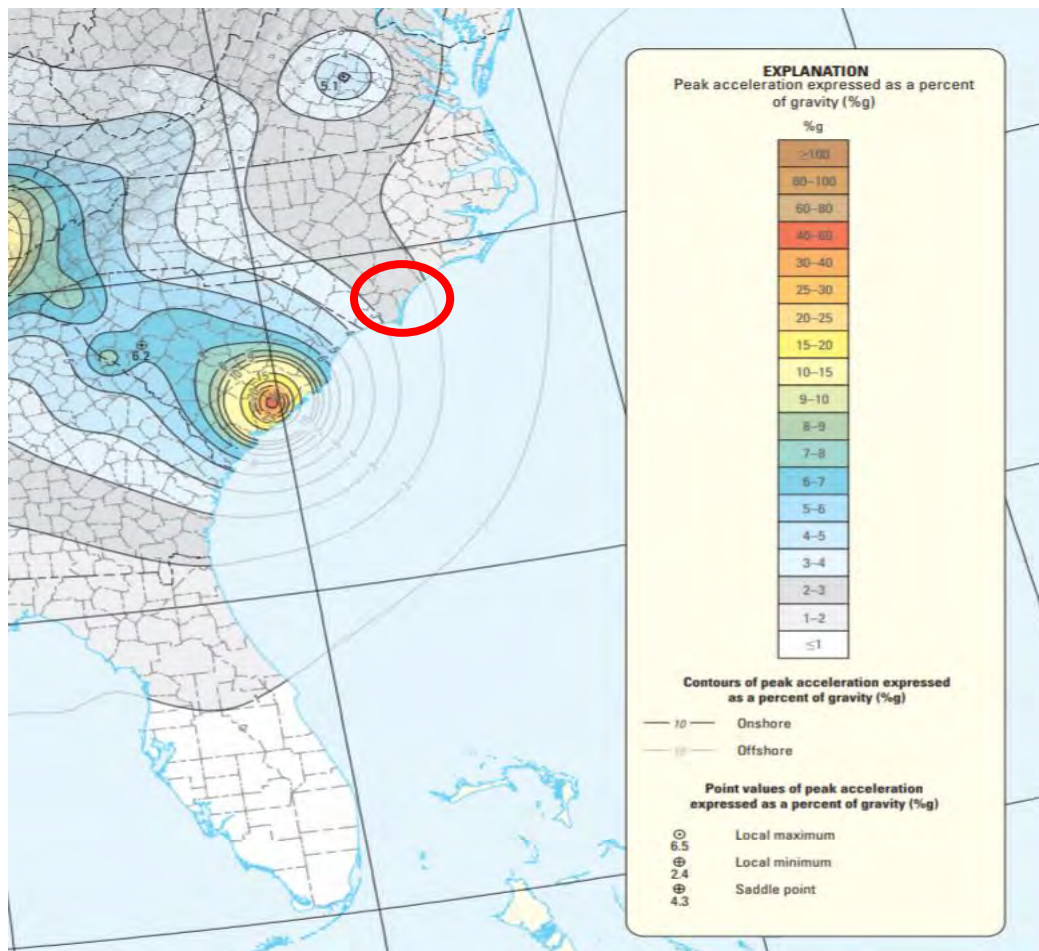 5.1
6.2
10
15
EXPLANATION
Peak acceleration expressed as a percent
of gravity (%g)
%g
≥100
80–100
60–80
40–60
30–40
25–30
20–25
15–20
10–15
9–10
8–9
7–8
6–7
5–6
4–5
3–4
2–3
1–2
≤1
Contours of peak acceleration expressed
as a percent of gravity (%g)
10 Onshore
10 Offshore
Point values of peak acceleration
expressed as a percent of gravity (%g)
6.5 Local maximum
2.4 Local minimum
4.3 Saddle point